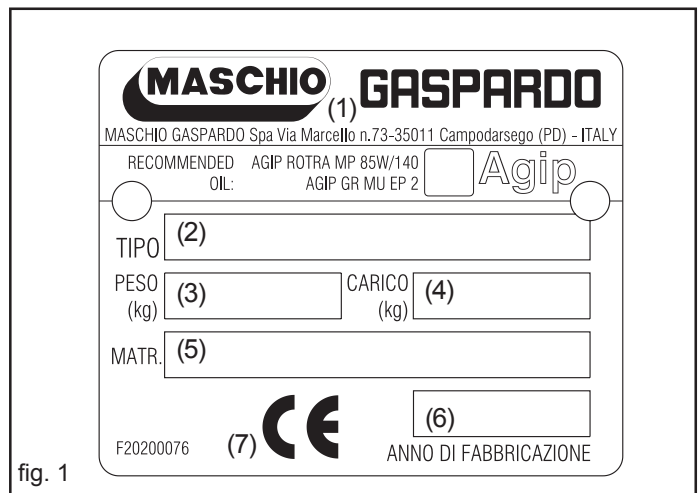 MASCHIO (1) GASPARDO
MASCHIO GASPARDO Spa Via Marcello n.73-35011 Campodarsego (PD) - ITALY
RECOMMENDED AGIP ROTRA MP 85W/140 Agip
OIL: AGIP GR MU EP 2
TIPO (2)
PESO (kg) (3) CARICO (kg) (4)
MATR. (5)
(6)
F20200076 (7) CE ANNO DI FABBRICAZIONE
fig. 1